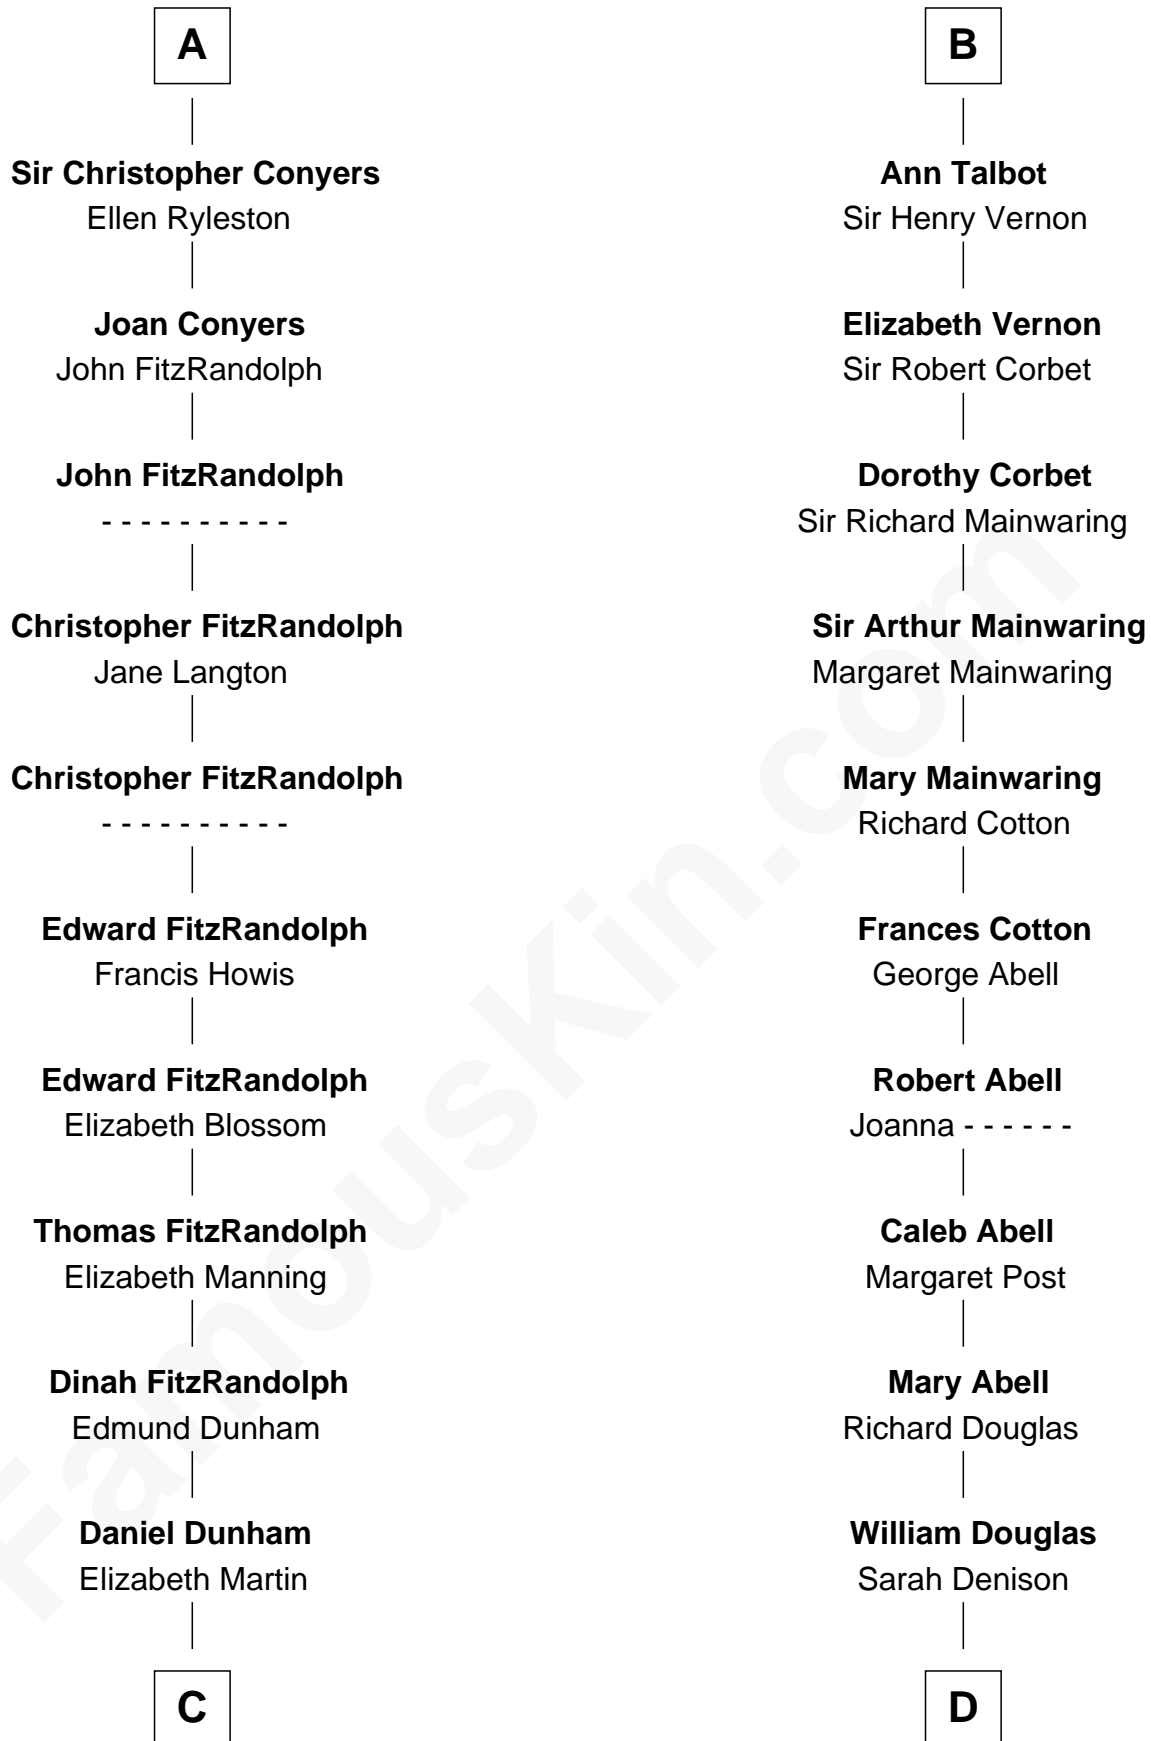 A
Sir Christopher Conyers
Ellen Ryleston
Joan Conyers
John FitzRandolph
John FitzRandolph
- - - - - - - - - -
Christopher FitzRandolph
Jane Langton
Christopher FitzRandolph
- - - - - - - - - -
Edward FitzRandolph
Francis Howis
Edward FitzRandolph
Elizabeth Blossom
Thomas FitzRandolph
Elizabeth Manning
Dinah FitzRandolph
Edmund Dunham
Daniel Dunham
Elizabeth Martin
C
B
Ann Talbot
Sir Henry Vernon
Elizabeth Vernon
Sir Robert Corbet
Dorothy Corbet
Sir Richard Mainwaring
Sir Arthur Mainwaring
Margaret Mainwaring
Mary Mainwaring
Richard Cotton
Frances Cotton
George Abell
Robert Abell
Joanna - - - - - -
Caleb Abell
Margaret Post
Mary Abell
Richard Douglas
William Douglas
Sarah Denison
D
FamousKin.com